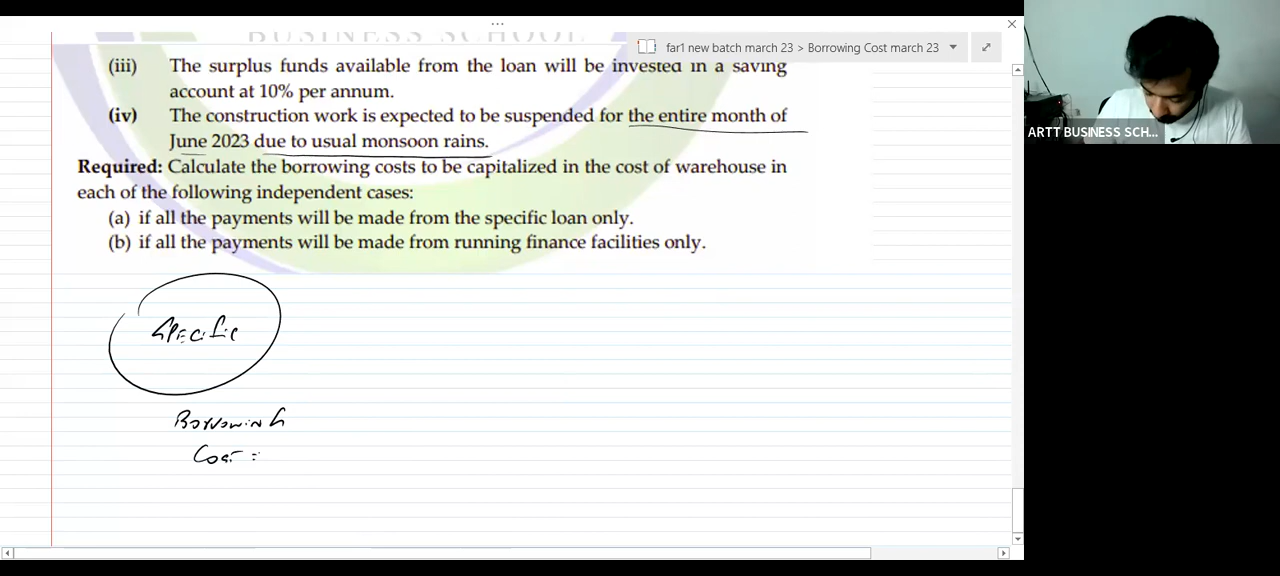 BUSINESS SCHOOL
far1 new batch march 23 > Borrowing Cost march 23
(iii) The surplus funds available from the loan will be invested in a saving
account at 10% per annum.
(iv) The construction work is expected to be suspended for the entire month of
June 2023 due to usual monsoon rains.
Required: Calculate the borrowing costs to be capitalized in the cost of warehouse in
each of the following independent cases:
(a) if all the payments will be made from the specific loan only.
(b) if all the payments will be made from running finance facilities only.
Specific
Borrowing
Cost =
ARTT BUSINESS SCH...